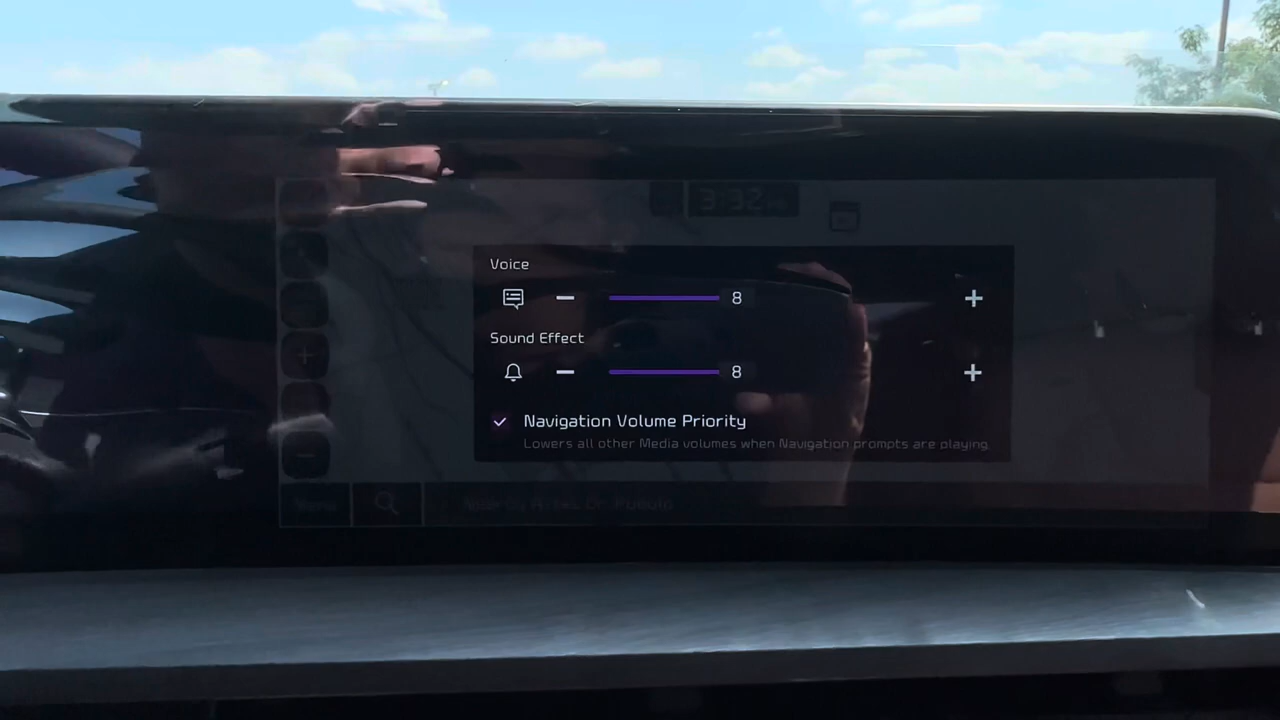 3:32
Voice
8
Sound Effect
8
Navigation Volume Priority
Lowers all other Media volumes when Navigation prompts are playing.